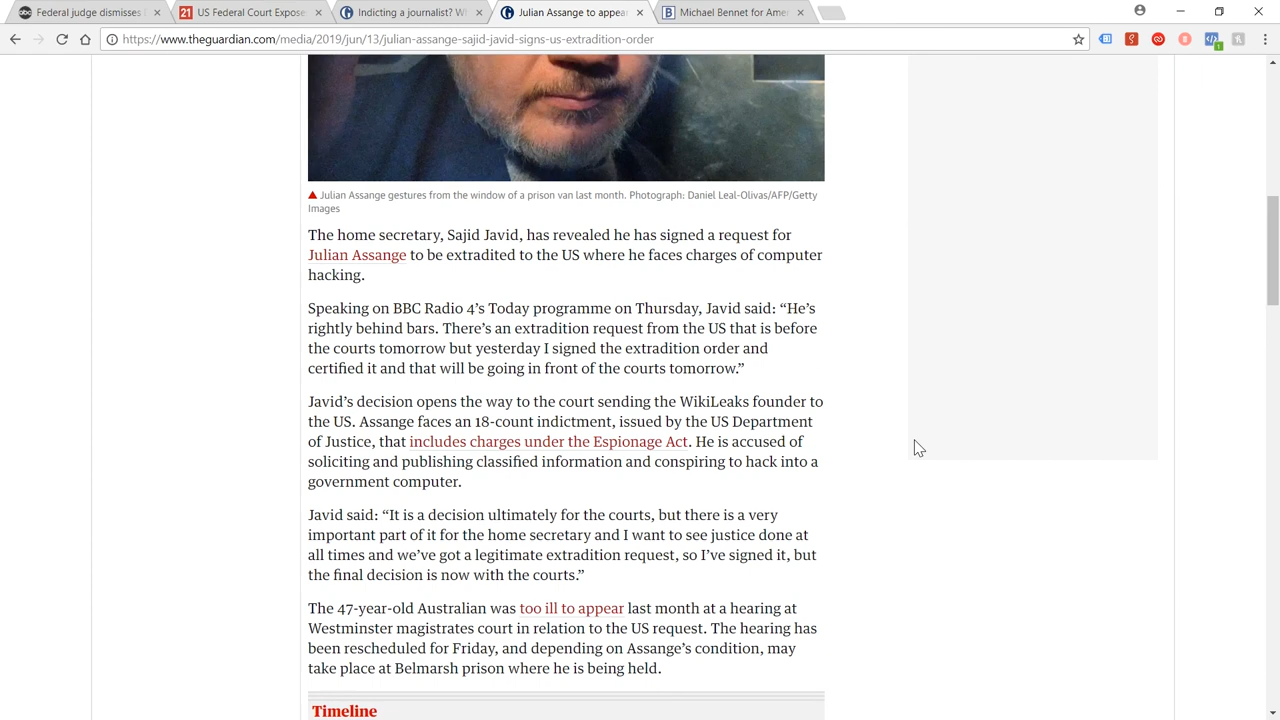 Federal judge dismisses
US Federal Court Expose
Indicting a journalist? Wh
Julian Assange to appear
Michael Bennet for Ame
https://www.theguardian.com/media/2019/jun/13/julian-assange-sajid-javid-signs-us-extradition-order
Julian Assange gestures from the window of a prison van last month. Photograph: Daniel Leal-Olivas/AFP/Getty
Images
The home secretary, Sajid Javid, has revealed he has signed a request for
Julian Assange to be extradited to the US where he faces charges of computer
hacking.
Speaking on BBC Radio 4’s Today programme on Thursday, Javid said: “He’s
rightly behind bars. There’s an extradition request from the US that is before
the courts tomorrow but yesterday I signed the extradition order and
certified it and that will be going in front of the courts tomorrow.”
Javid’s decision opens the way to the court sending the WikiLeaks founder to
the US. Assange faces an 18-count indictment, issued by the US Department
of Justice, that includes charges under the Espionage Act. He is accused of
soliciting and publishing classified information and conspiring to hack into a
government computer.
Javid said: “It is a decision ultimately for the courts, but there is a very
important part of it for the home secretary and I want to see justice done at
all times and we’ve got a legitimate extradition request, so I’ve signed it, but
the final decision is now with the courts.”
The 47-year-old Australian was too ill to appear last month at a hearing at
Westminster magistrates court in relation to the US request. The hearing has
been rescheduled for Friday, and depending on Assange’s condition, may
take place at Belmarsh prison where he is being held.
Timeline